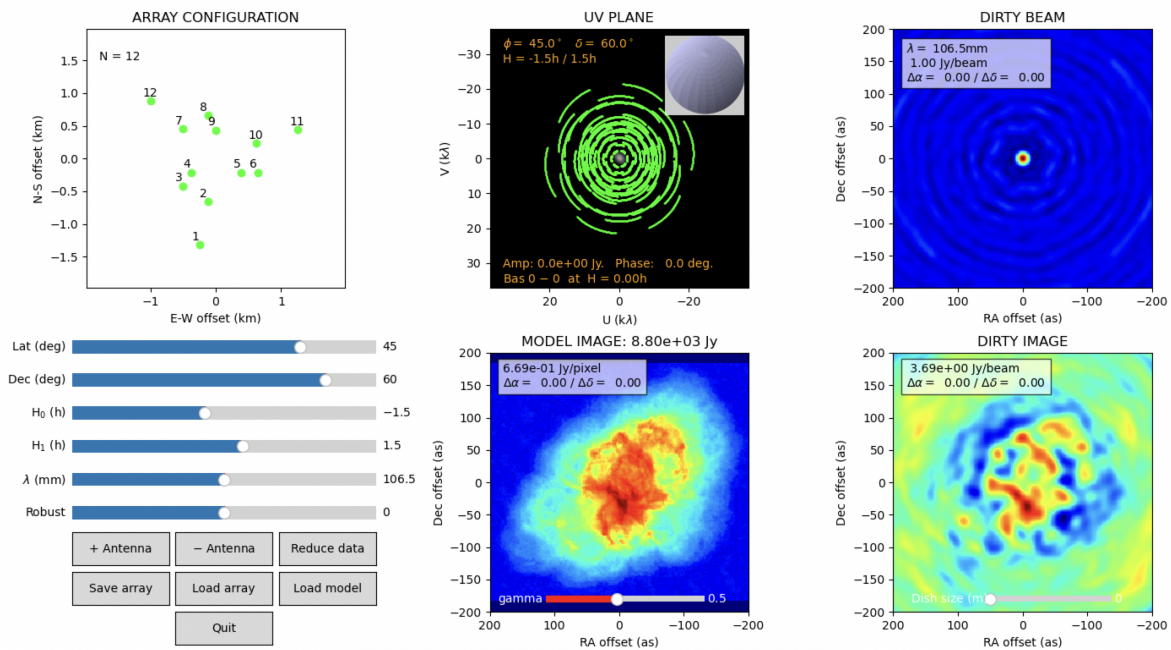 ARRAY CONFIGURATION
N = 12
1.5
1.0
0.5
0.0
−0.5
−1.0
−1.5
N-S offset (km)
12
8
7
9
10
11
4
5
6
3
2
1
−1
0
1
E-W offset (km)
UV PLANE
ϕ = 45.0° δ = 60.0°
H = -1.5h / 1.5h
−30
−20
−10
0
10
20
30
V (kλ)
Amp: 0.0e+00 Jy. Phase: 0.0 deg.
Bas 0 − 0 at H = 0.00h
20
0
−20
U (kλ)
DIRTY BEAM
λ = 106.5mm
1.00 Jy/beam
Δα = 0.00 / Δδ = 0.00
200
150
100
50
0
−50
−100
−150
−200
Dec offset (as)
200
100
0
−100
−200
RA offset (as)
Lat (deg)
45
Dec (deg)
60
H₀ (h)
−1.5
H₁ (h)
1.5
λ (mm)
106.5
Robust
0
+ Antenna
− Antenna
Reduce data
Save array
Load array
Load model
Quit
MODEL IMAGE: 8.80e+03 Jy
6.69e-01 Jy/pixel
Δα = 0.00 / Δδ = 0.00
200
150
100
50
0
−50
−100
−150
−200
Dec offset (as)
gamma
0.5
200
100
0
−100
−200
RA offset (as)
DIRTY IMAGE
3.69e+00 Jy/beam
Δα = 0.00 / Δδ = 0.00
200
150
100
50
0
−50
−100
−150
−200
Dec offset (as)
Dish size (m)
0
200
100
0
−100
−200
RA offset (as)